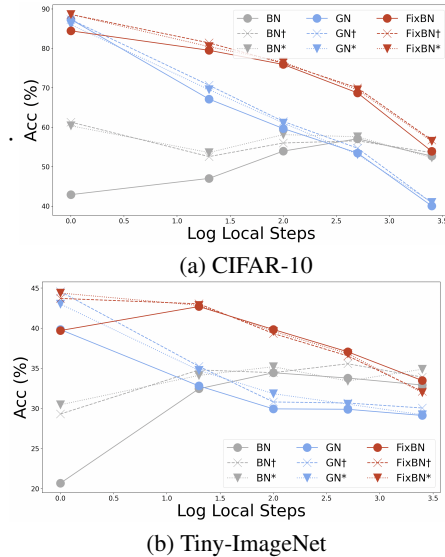 90
80
70
60
50
40
Acc (%)
BN GN FixBN
BN† GN† FixBN†
BN* GN* FixBN*
0.0 0.5 1.0 1.5 2.0 2.5 3.0 3.5
Log Local Steps
(a) CIFAR-10
45
40
35
30
25
20
Acc (%)
BN GN FixBN
BN† GN† FixBN†
BN* GN* FixBN*
0.0 0.5 1.0 1.5 2.0 2.5 3.0 3.5
Log Local Steps
(b) Tiny-ImageNet